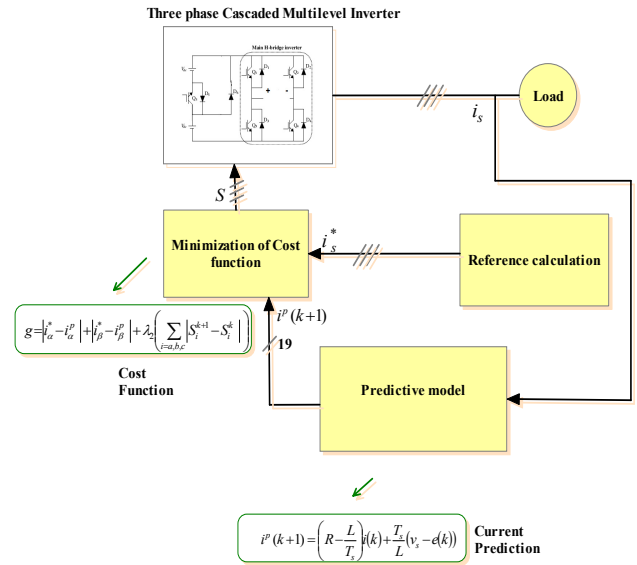 Three phase Cascaded Multilevel Inverter
Main H-bridge inverter
+ -
Load
i_s
S
Minimization of Cost
function
i_s^*
Reference calculation
g=|i_α^*-i_α^p|+|i_β^*-i_β^p|+λ_2(∑_{i=a,b,c}|S_i^{k+1}-S_i^k|)
i^p(k+1)
19
Cost
Function
Predictive model
i^p(k+1)=(R-L/T_s)i(k)+T_s/L(v_s-e(k))
Current
Prediction